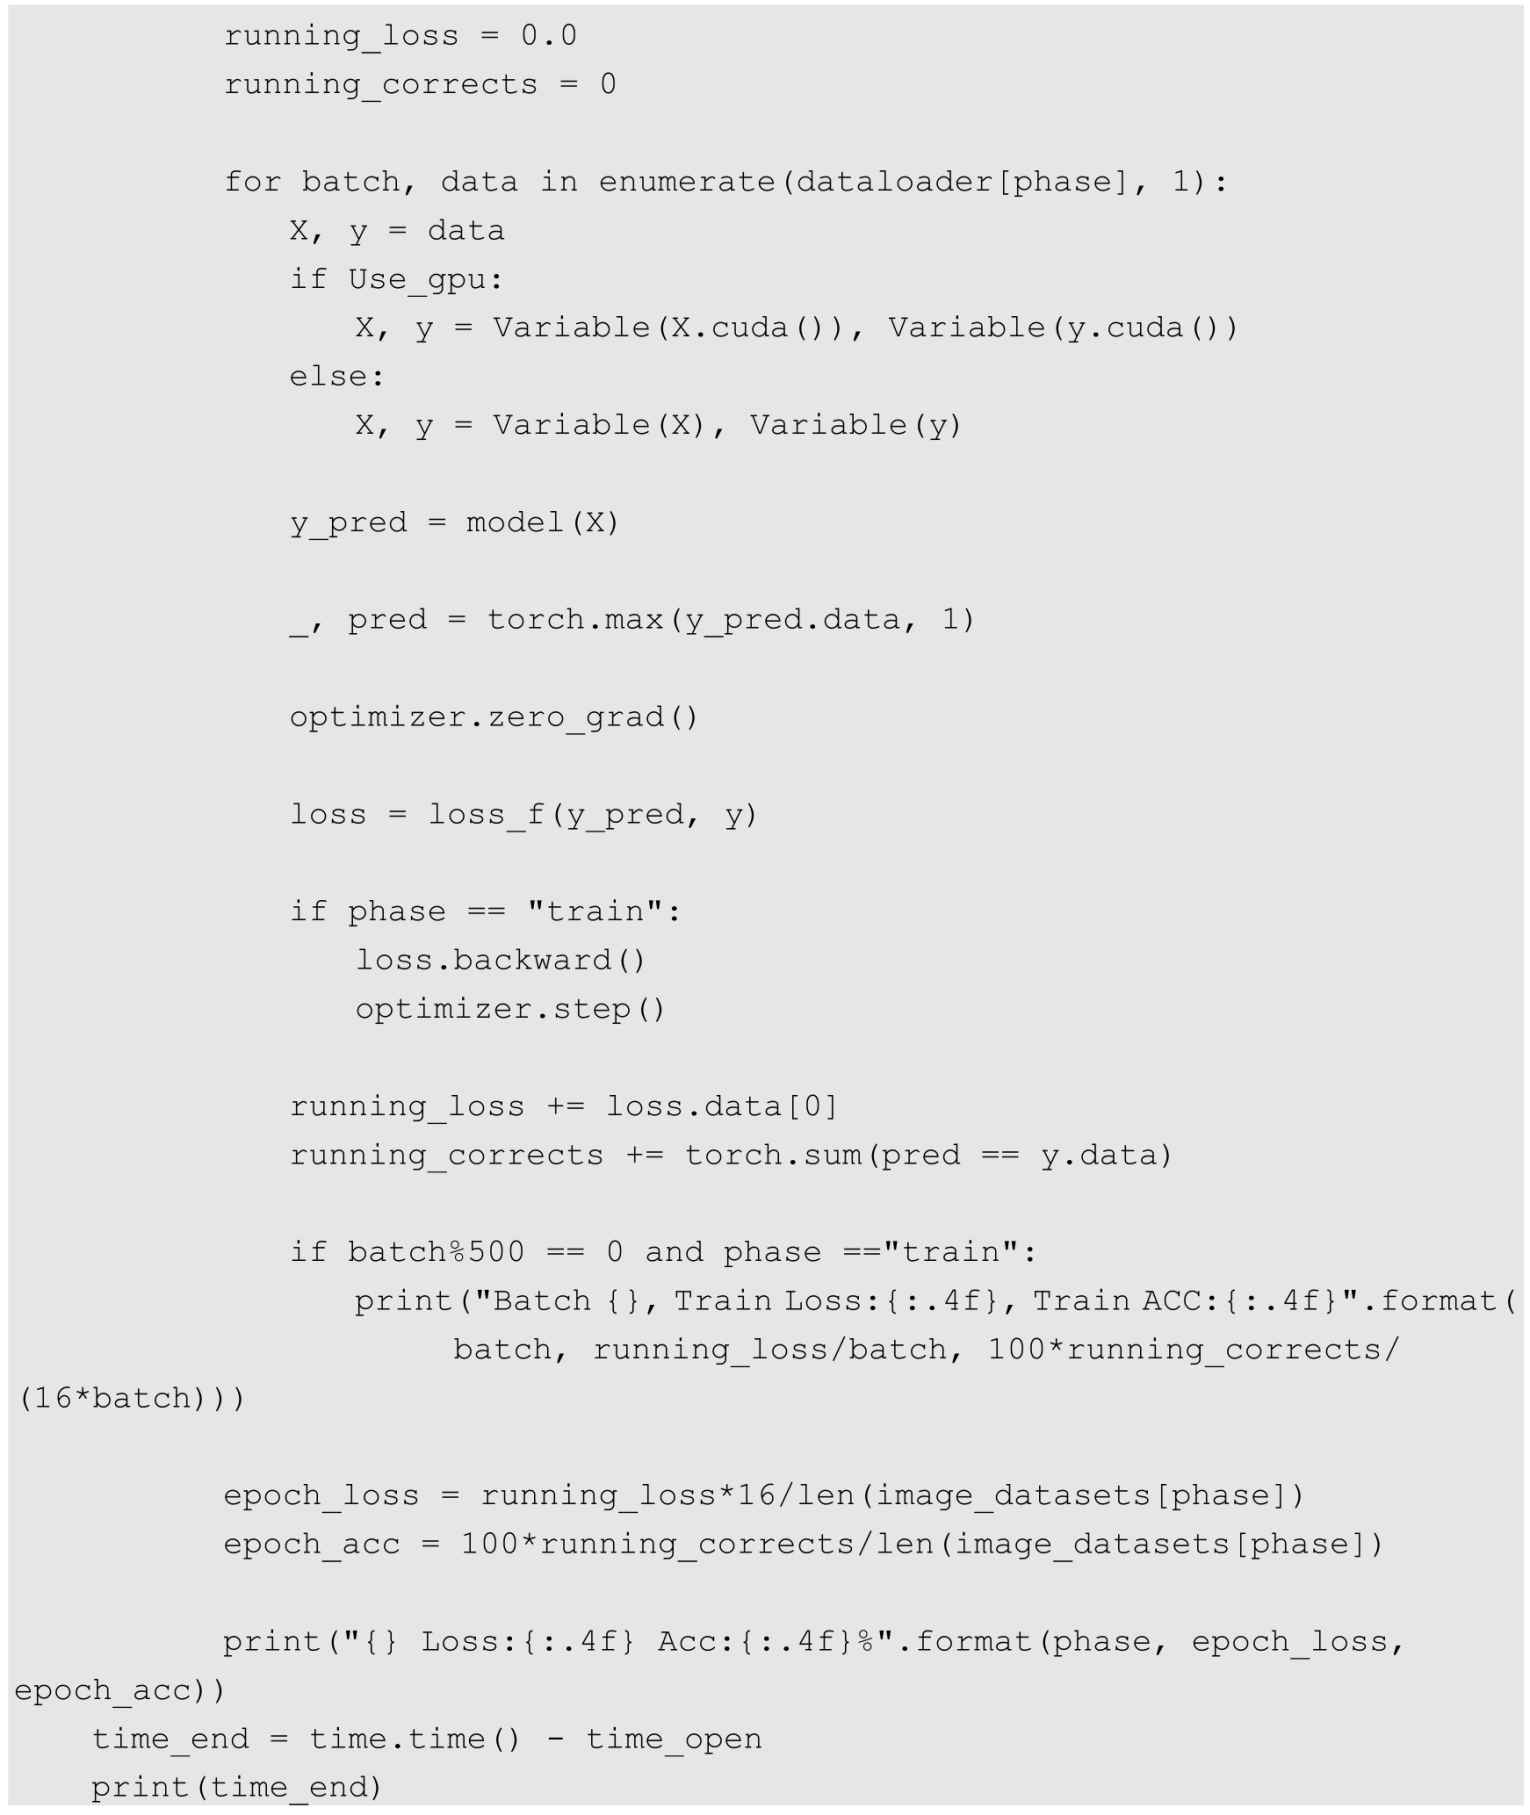 running_loss = 0.0
running_corrects = 0
for batch, data in enumerate(dataloader[phase], 1):
X, y = data
if Use_gpu:
X, y = Variable(X.cuda()), Variable(y.cuda())
else:
X, y = Variable(X), Variable(y)
y_pred = model(X)
_, pred = torch.max(y_pred.data, 1)
optimizer.zero_grad()
loss = loss_f(y_pred, y)
if phase == "train":
loss.backward()
optimizer.step()
running_loss += loss.data[0]
running_corrects += torch.sum(pred == y.data)
if batch%500 == 0 and phase =="train":
print("Batch {}, Train Loss:{:.4f}, Train ACC:{:.4f}".format(
batch, running_loss/batch, 100*running_corrects/
(16*batch)))
epoch_loss = running_loss*16/len(image_datasets[phase])
epoch_acc = 100*running_corrects/len(image_datasets[phase])
print("{} Loss:{:.4f} Acc:{:.4f}%".format(phase, epoch_loss,
epoch_acc))
time_end = time.time() - time_open
print(time_end)